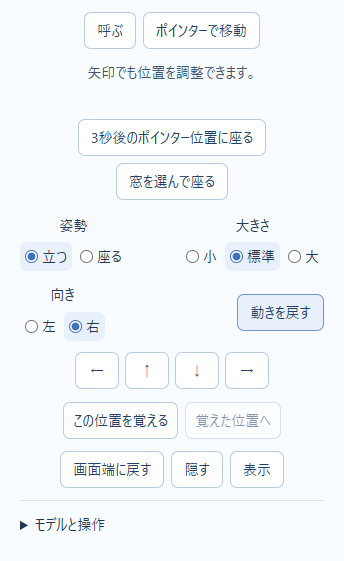 呼ぶ ポインターで移動
矢印でも位置を調整できます。
3秒後のポインター位置に座る
窓を選んで座る
姿勢 大きさ
立つ 座る 小 標準 大
向き
左 右 動きを戻す
← ↑ ↓ →
この位置を覚える 覚えた位置へ
画面端に戻す 隠す 表示
▶ モデルと操作